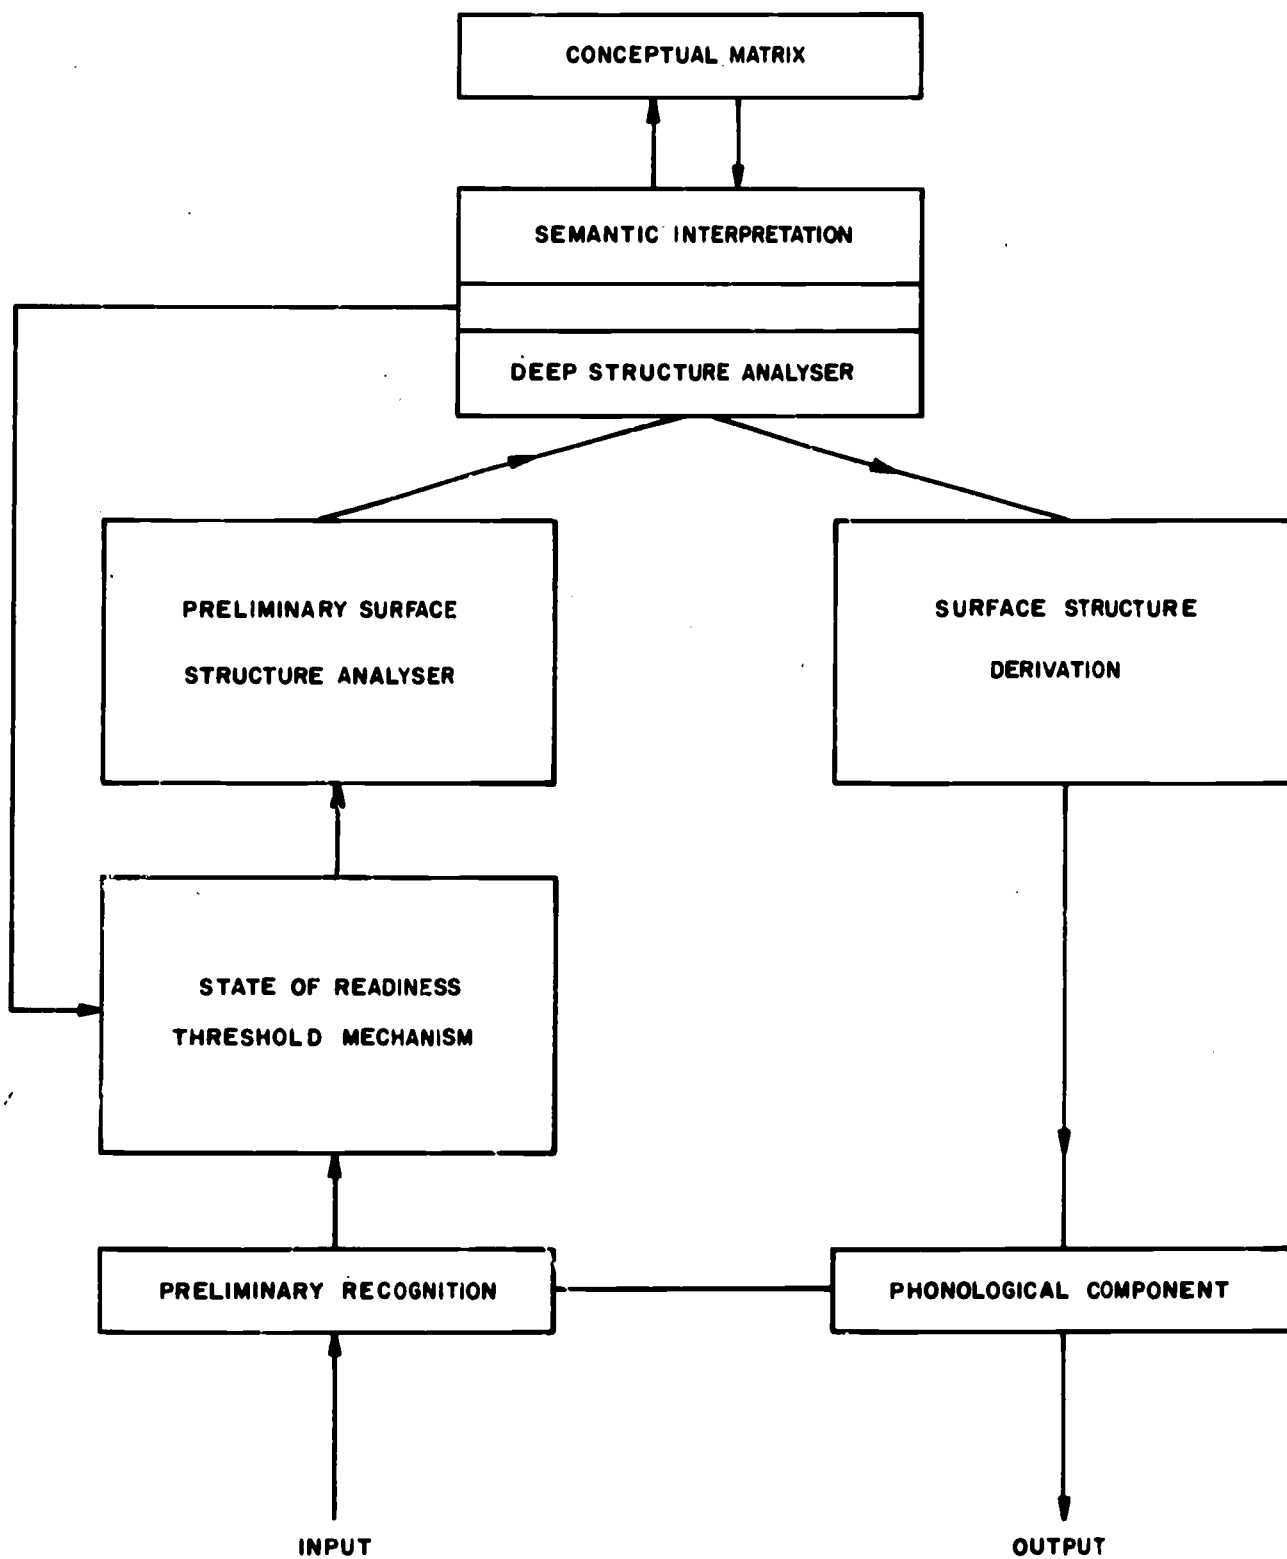 CONCEPTUAL MATRIX
SEMANTIC INTERPRETATION
DEEP STRUCTURE ANALYSER
PRELIMINARY SURFACE
STRUCTURE ANALYSER
SURFACE STRUCTURE
DERIVATION
STATE OF READINESS
THRESHOLD MECHANISM
PRELIMINARY RECOGNITION
PHONOLOGICAL COMPONENT
INPUT
OUTPUT